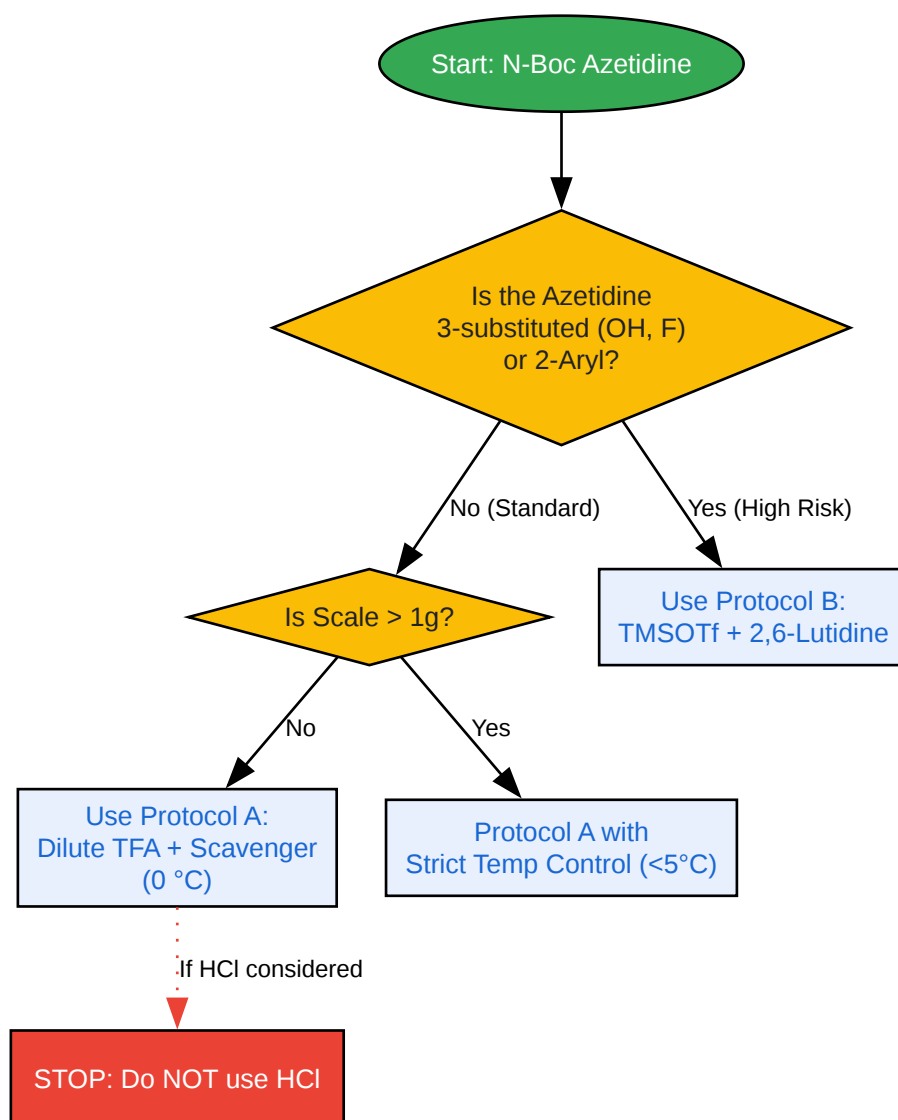 Start: N-Boc Azetidine
Is the Azetidine
3-substituted (OH, F)
or 2-Aryl?
No (Standard)
Yes (High Risk)
Is Scale > 1g?
Use Protocol B:
TMSOTf + 2,6-Lutidine
No
Yes
Use Protocol A:
Dilute TFA + Scavenger
(0 °C)
Protocol A with
Strict Temp Control (<5°C)
If HCl considered
STOP: Do NOT use HCl